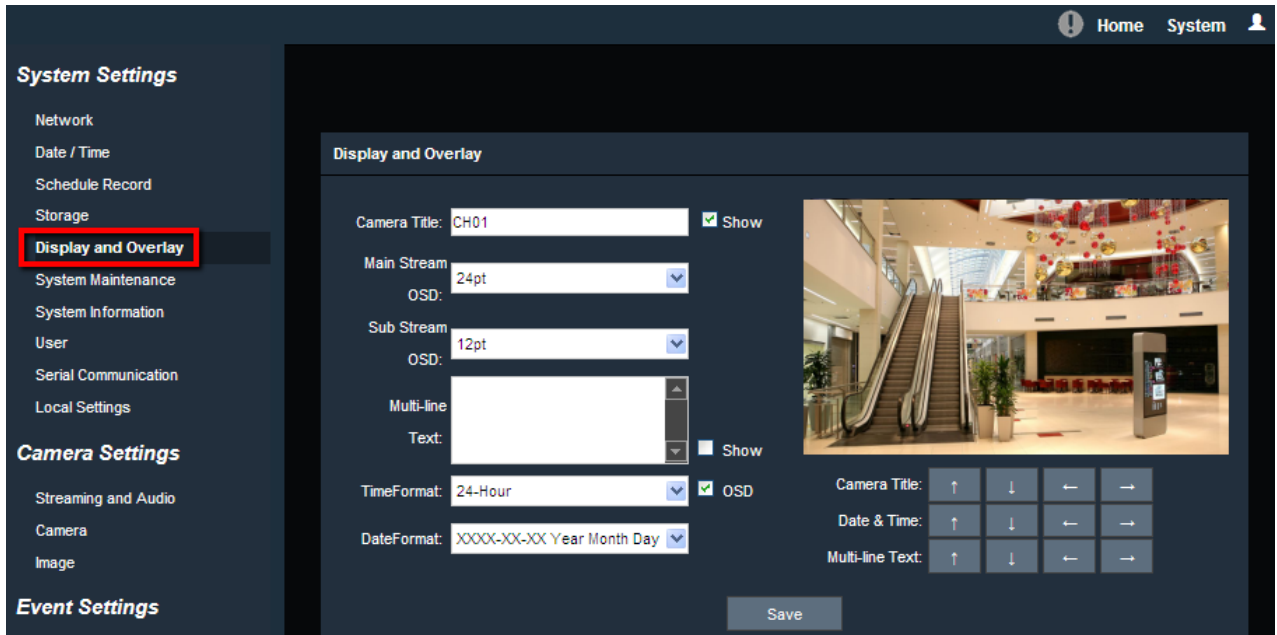 Home System
System Settings
Network
Date / Time
Schedule Record
Storage
Display and Overlay
System Maintenance
System Information
User
Serial Communication
Local Settings
Camera Settings
Streaming and Audio
Camera
Image
Event Settings
Display and Overlay
Camera Title: CH01 Show
Main Stream
OSD: 24pt
Sub Stream
OSD: 12pt
Multi-line
Text: Show
TimeFormat: 24-Hour OSD
DateFormat: XXXX-XX-XX Year Month Day
Camera Title: ↑ ↓ ← →
Date & Time: ↑ ↓ ← →
Multi-line Text: ↑ ↓ ← →
Save